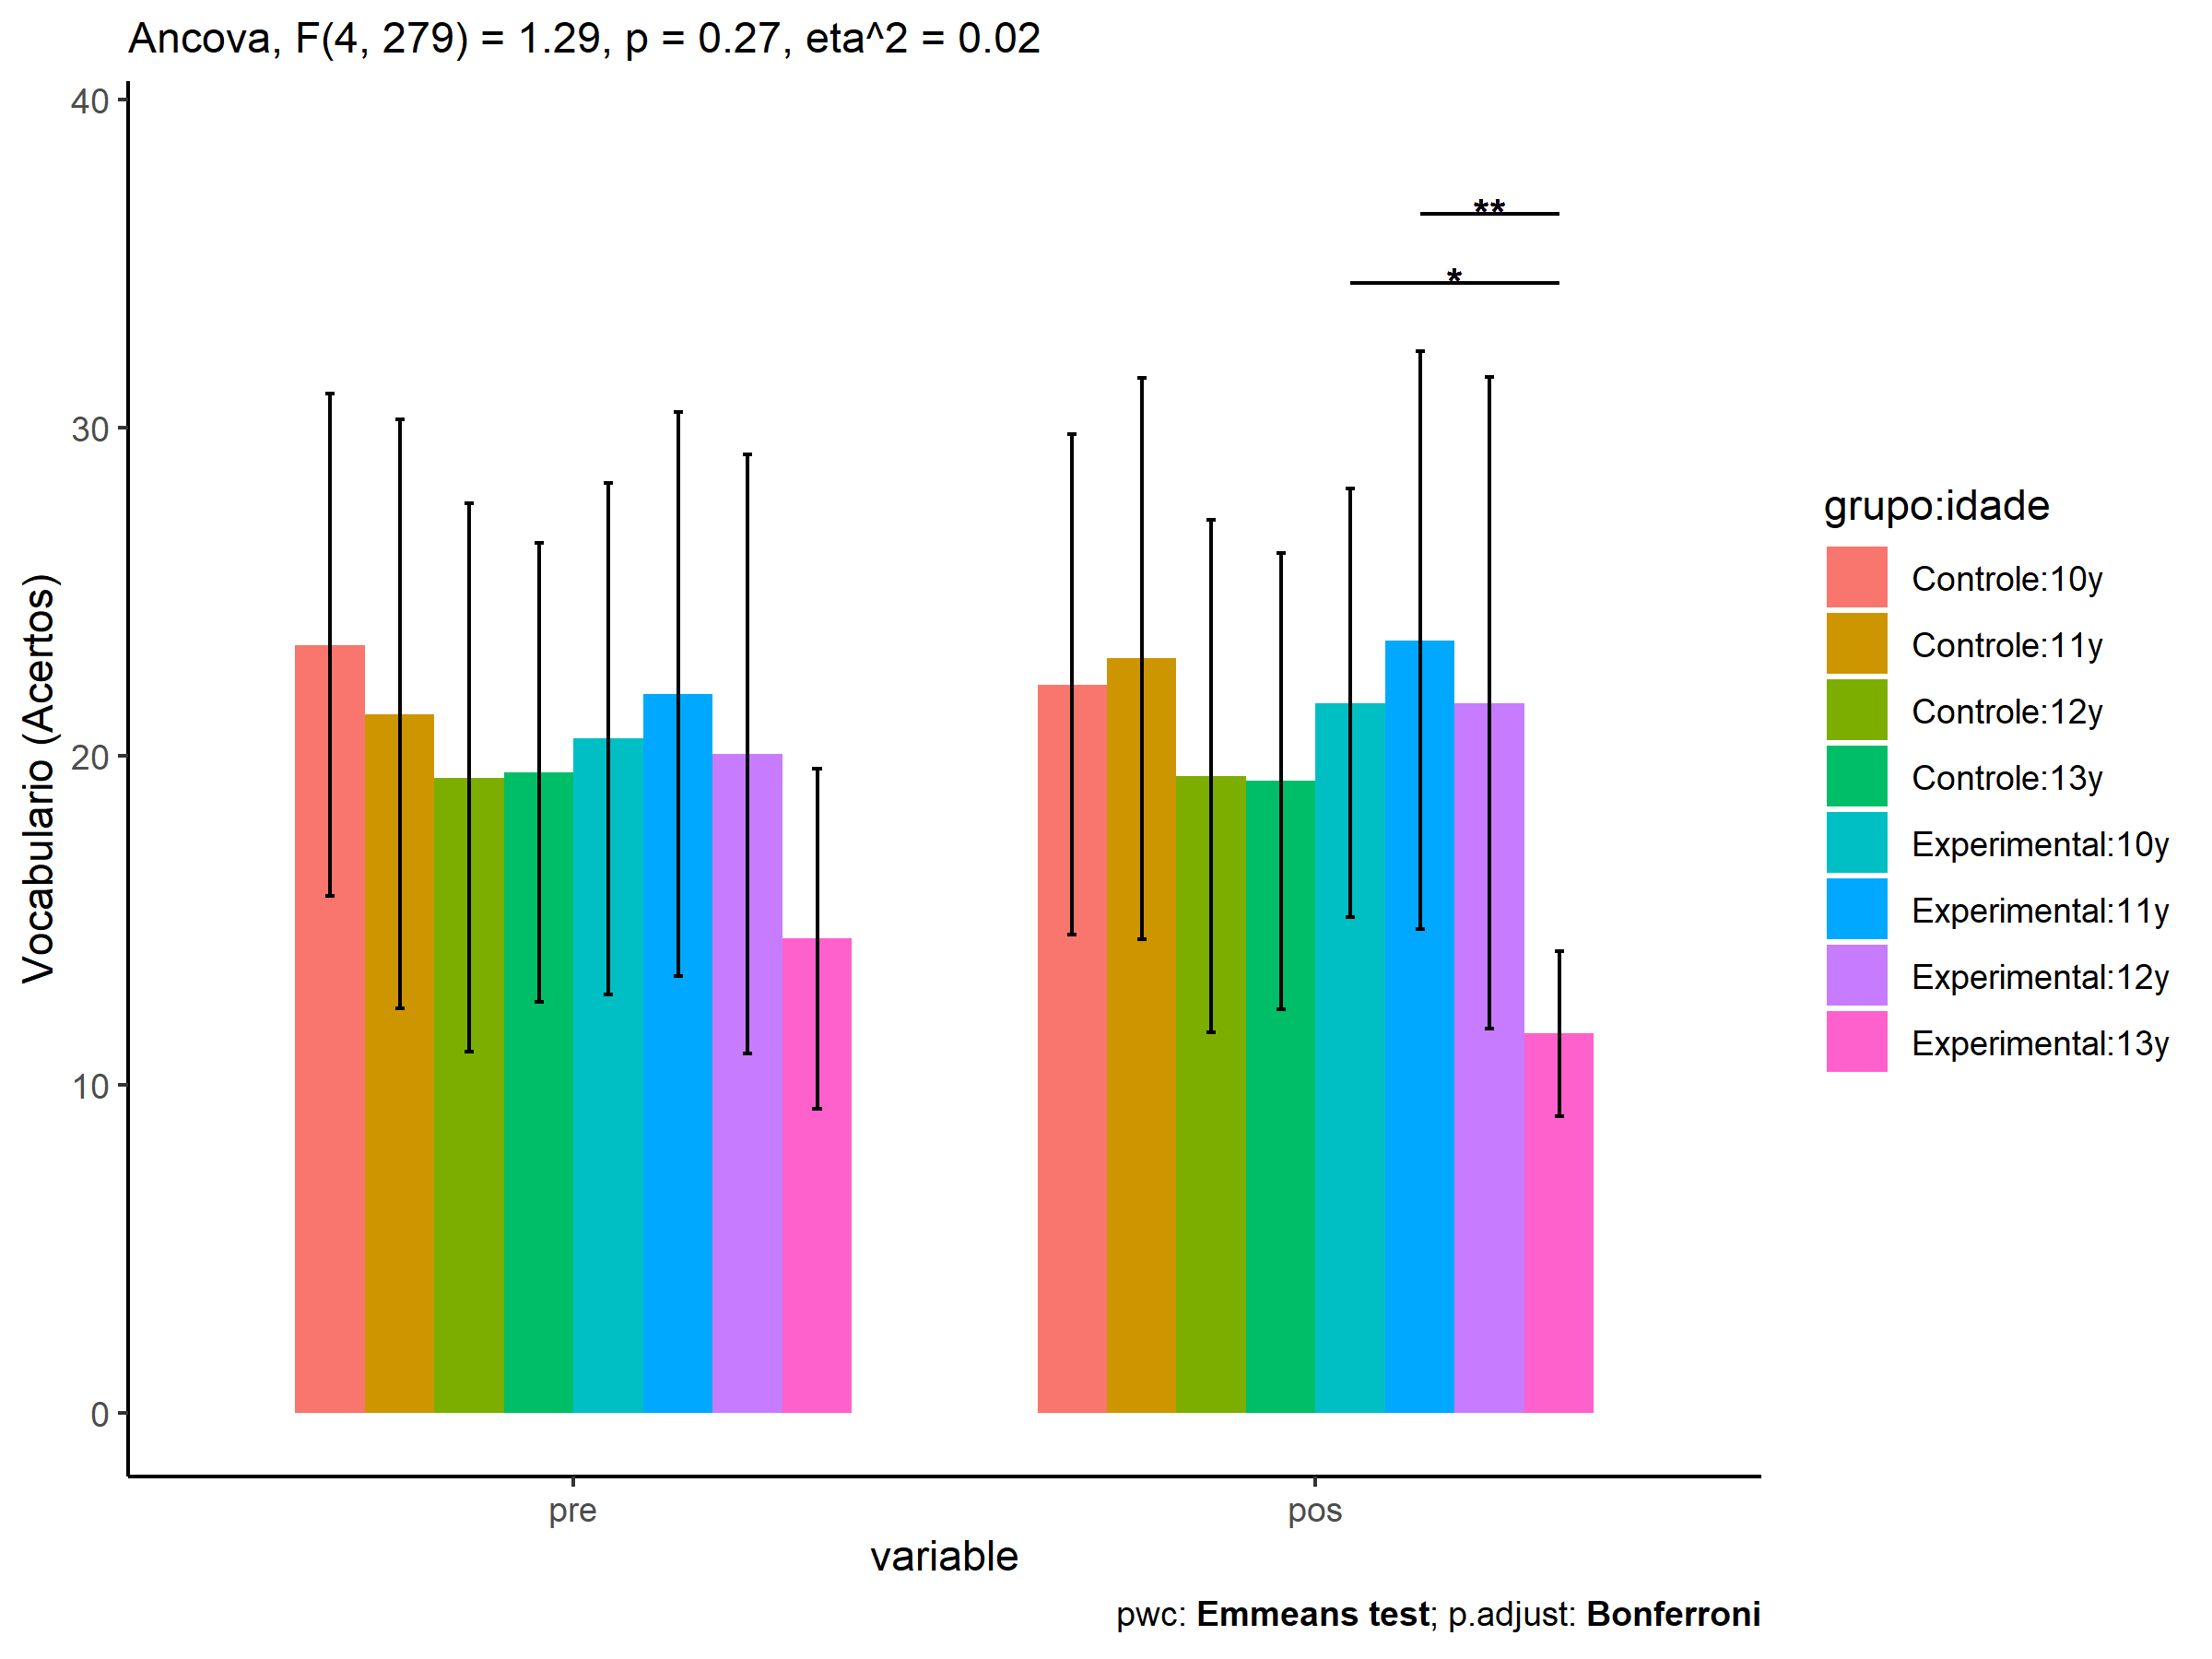 Ancova, F(4, 279) = 1.29, p = 0.27, eta^2 = 0.02
40
30
20
10
0
Vocabulario (Acertos)
**
*
pre
pos
variable
grupo:idade
Controle:10y
Controle:11y
Controle:12y
Controle:13y
Experimental:10y
Experimental:11y
Experimental:12y
Experimental:13y
pwc: Emmeans test; p.adjust: Bonferroni